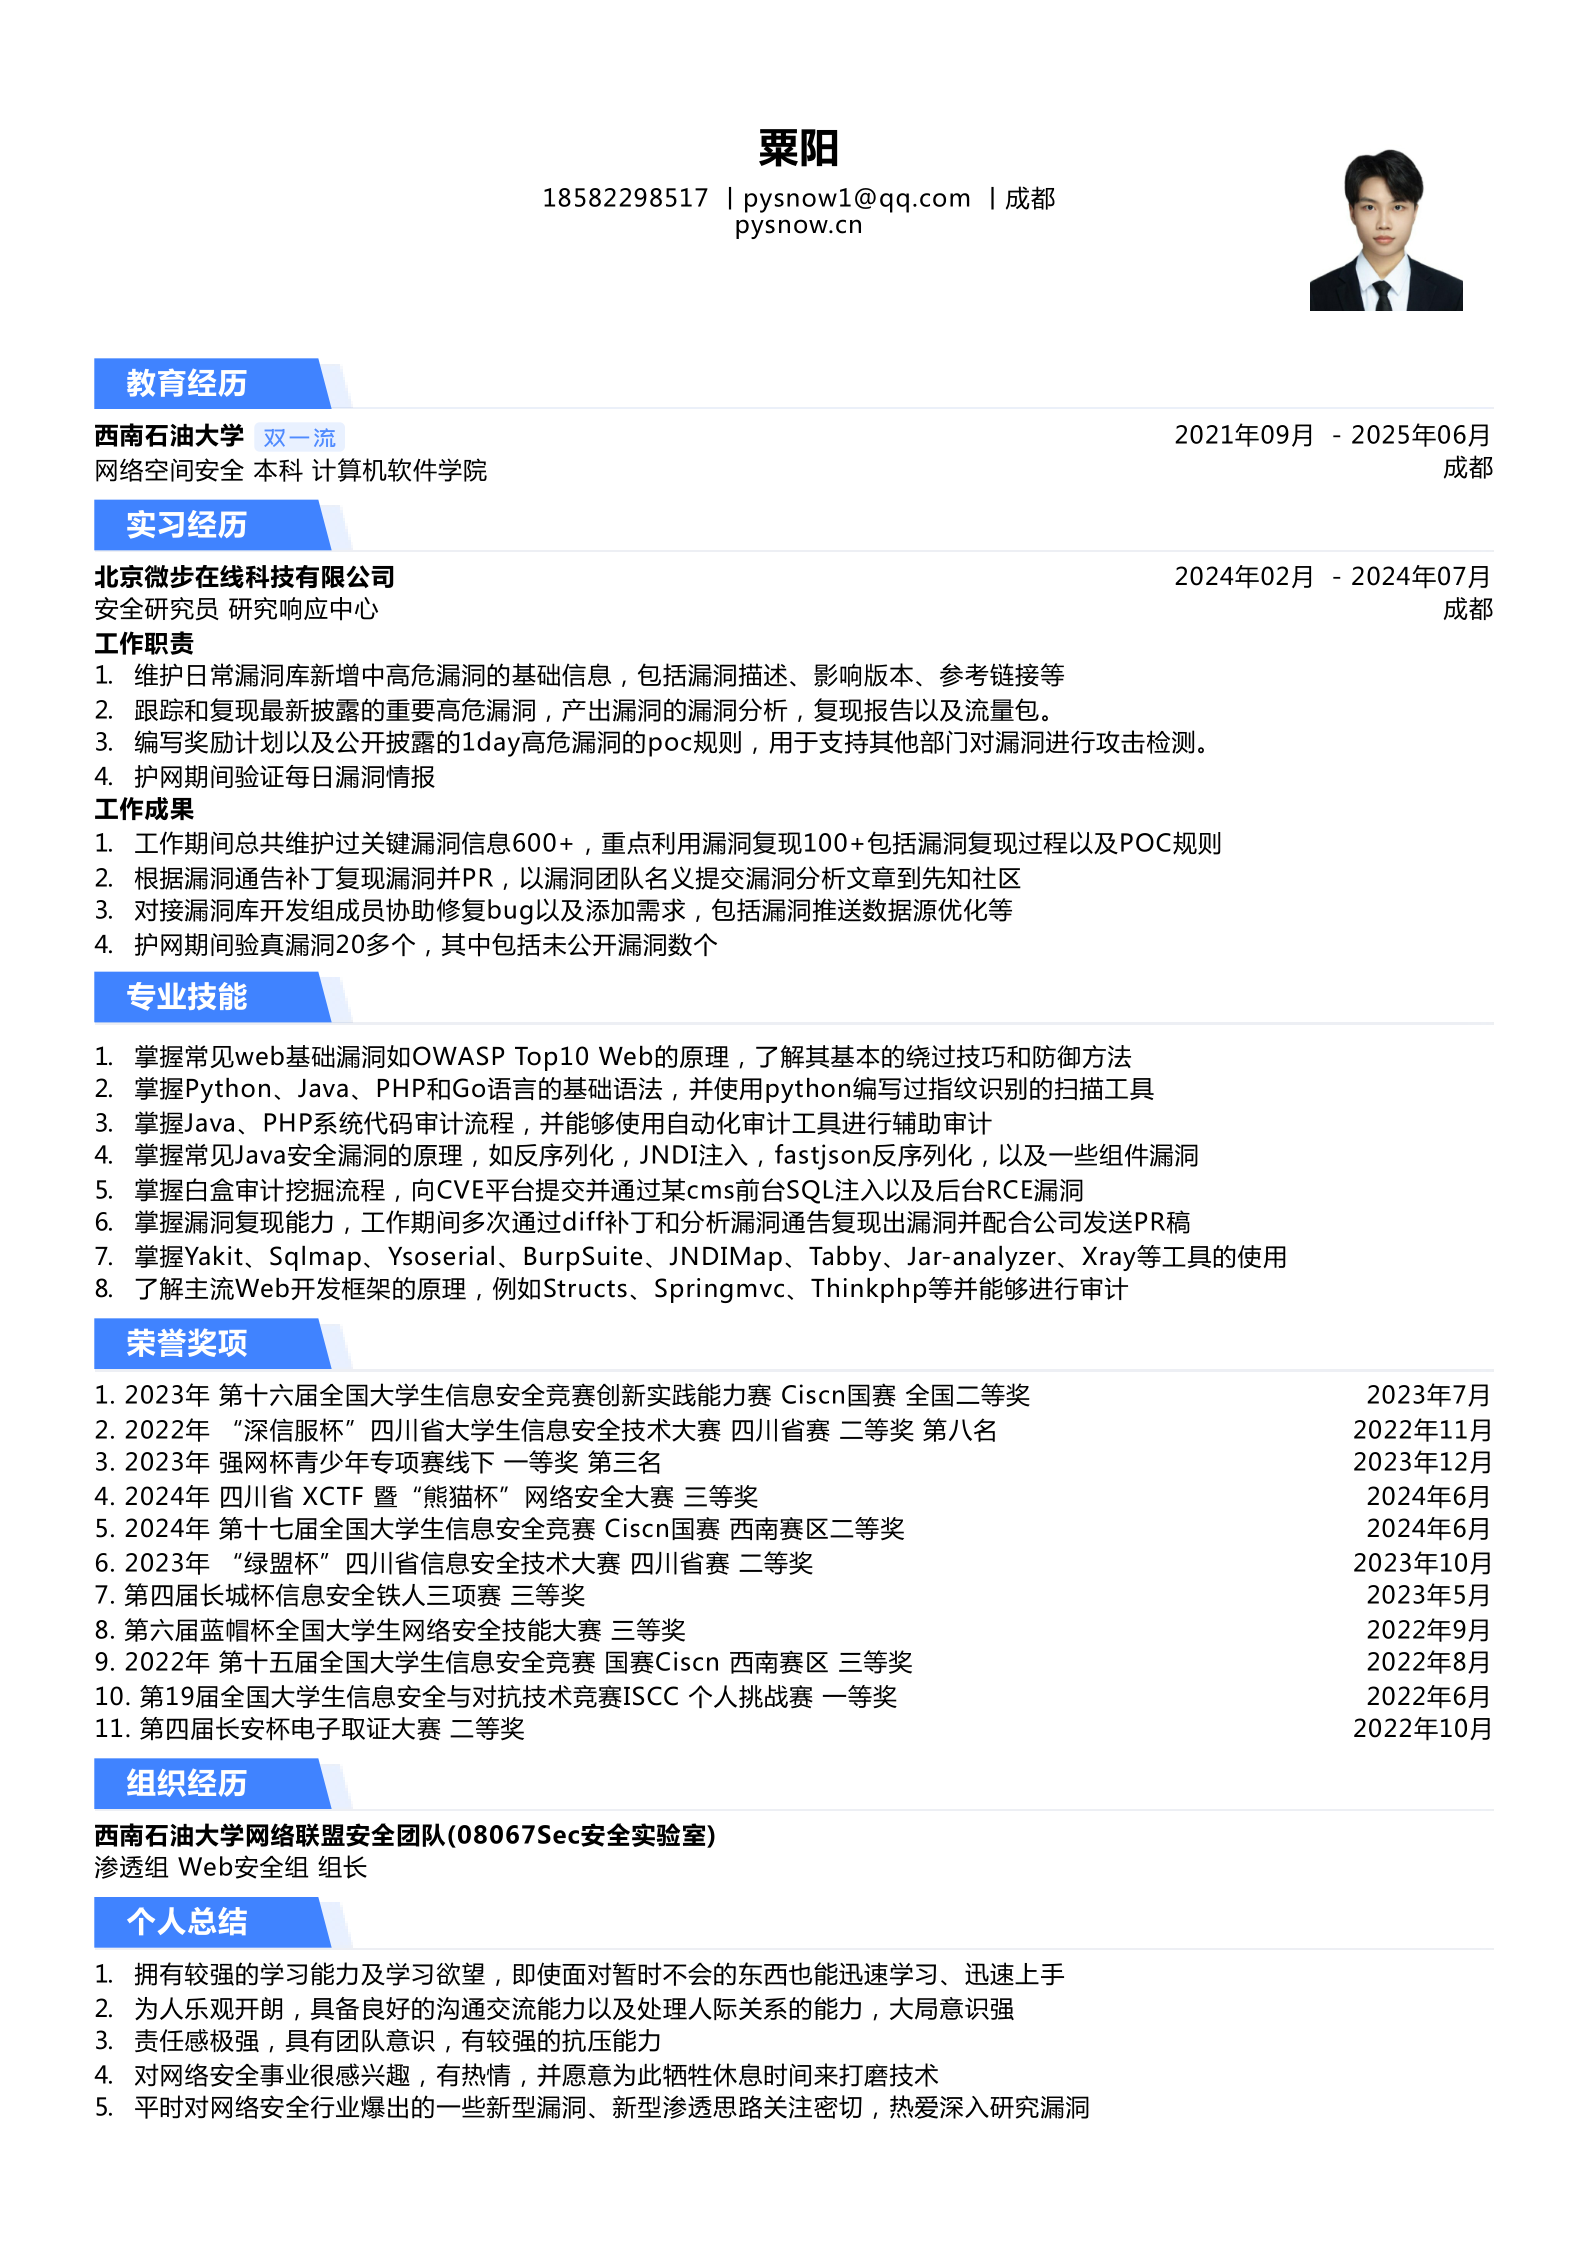 粟阳
18582298517 | pysnow1@qq.com | 成都
pysnow.cn
教育经历
西南石油大学 双一流 2021年09月 - 2025年06月
网络空间安全 本科 计算机软件学院 成都
实习经历
北京微步在线科技有限公司 2024年02月 - 2024年07月
安全研究员 研究响应中心 成都
工作职责
1. 维护日常漏洞库新增中高危漏洞的基础信息，包括漏洞描述、影响版本、参考链接等
2. 跟踪和复现最新披露的重要高危漏洞，产出漏洞的漏洞分析，复现报告以及流量包。
3. 编写奖励计划以及公开披露的1day高危漏洞的poc规则，用于支持其他部门对漏洞进行攻击检测。
4. 护网期间验证每日漏洞情报
工作成果
1. 工作期间总共维护过关键漏洞信息600+，重点利用漏洞复现100+包括漏洞复现过程以及POC规则
2. 根据漏洞通告补丁复现漏洞并PR，以漏洞团队名义提交漏洞分析文章到先知社区
3. 对接漏洞库开发组成员协助修复bug以及添加需求，包括漏洞推送数据源优化等
4. 护网期间验真漏洞20多个，其中包括未公开漏洞数个
专业技能
1. 掌握常见web基础漏洞如OWASP Top10 Web的原理，了解其基本的绕过技巧和防御方法
2. 掌握Python、Java、PHP和Go语言的基础语法，并使用python编写过指纹识别的扫描工具
3. 掌握Java、PHP系统代码审计流程，并能够使用自动化审计工具进行辅助审计
4. 掌握常见Java安全漏洞的原理，如反序列化，JNDI注入，fastjson反序列化，以及一些组件漏洞
5. 掌握白盒审计挖掘流程，向CVE平台提交并通过某cms前台SQL注入以及后台RCE漏洞
6. 掌握漏洞复现能力，工作期间多次通过diff补丁和分析漏洞通告复现出漏洞并配合公司发送PR稿
7. 掌握Yakit、Sqlmap、Ysoserial、BurpSuite、JNDIMap、Tabby、Jar-analyzer、Xray等工具的使用
8. 了解主流Web开发框架的原理，例如Structs、Springmvc、Thinkphp等并能够进行审计
荣誉奖项
1. 2023年 第十六届全国大学生信息安全竞赛创新实践能力赛 Ciscn国赛 全国二等奖 2023年7月
2. 2022年 “深信服杯”四川省大学生信息安全技术大赛 四川省赛 二等奖 第八名 2022年11月
3. 2023年 强网杯青少年专项赛线下 一等奖 第三名 2023年12月
4. 2024年 四川省 XCTF 暨“熊猫杯”网络安全大赛 三等奖 2024年6月
5. 2024年 第十七届全国大学生信息安全竞赛 Ciscn国赛 西南赛区二等奖 2024年6月
6. 2023年 “绿盟杯”四川省信息安全技术大赛 四川省赛 二等奖 2023年10月
7. 第四届长城杯信息安全铁人三项赛 三等奖 2023年5月
8. 第六届蓝帽杯全国大学生网络安全技能大赛 三等奖 2022年9月
9. 2022年 第十五届全国大学生信息安全竞赛 国赛Ciscn 西南赛区 三等奖 2022年8月
10. 第19届全国大学生信息安全与对抗技术竞赛ISCC 个人挑战赛 一等奖 2022年6月
11. 第四届长安杯电子取证大赛 二等奖 2022年10月
组织经历
西南石油大学网络联盟安全团队(08067Sec安全实验室)
渗透组 Web安全组 组长
个人总结
1. 拥有较强的学习能力及学习欲望，即使面对暂时不会的东西也能迅速学习、迅速上手
2. 为人乐观开朗，具备良好的沟通交流能力以及处理人际关系的能力，大局意识强
3. 责任感极强，具有团队意识，有较强的抗压能力
4. 对网络安全事业很感兴趣，有热情，并愿意为此牺牲休息时间来打磨技术
5. 平时对网络安全行业爆出的一些新型漏洞、新型渗透思路关注密切，热爱深入研究漏洞